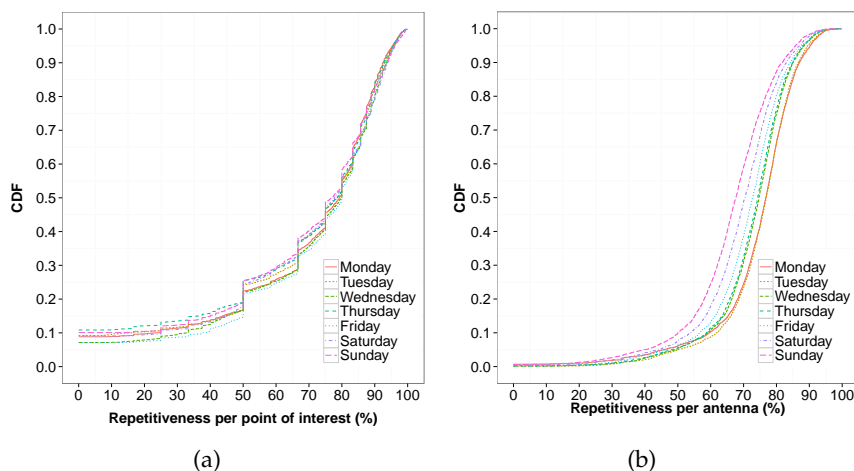 CDF
1.0
0.9
0.8
0.7
0.6
0.5
0.4
0.3
0.2
0.1
0.0
Monday
Tuesday
Wednesday
Thursday
Friday
Saturday
Sunday
0 10 20 30 40 50 60 70 80 90 100
Repetitiveness per point of interest (%)
(a)
CDF
1.0
0.9
0.8
0.7
0.6
0.5
0.4
0.3
0.2
0.1
0.0
Monday
Tuesday
Wednesday
Thursday
Friday
Saturday
Sunday
0 10 20 30 40 50 60 70 80 90 100
Repetitiveness per antenna (%)
(b)